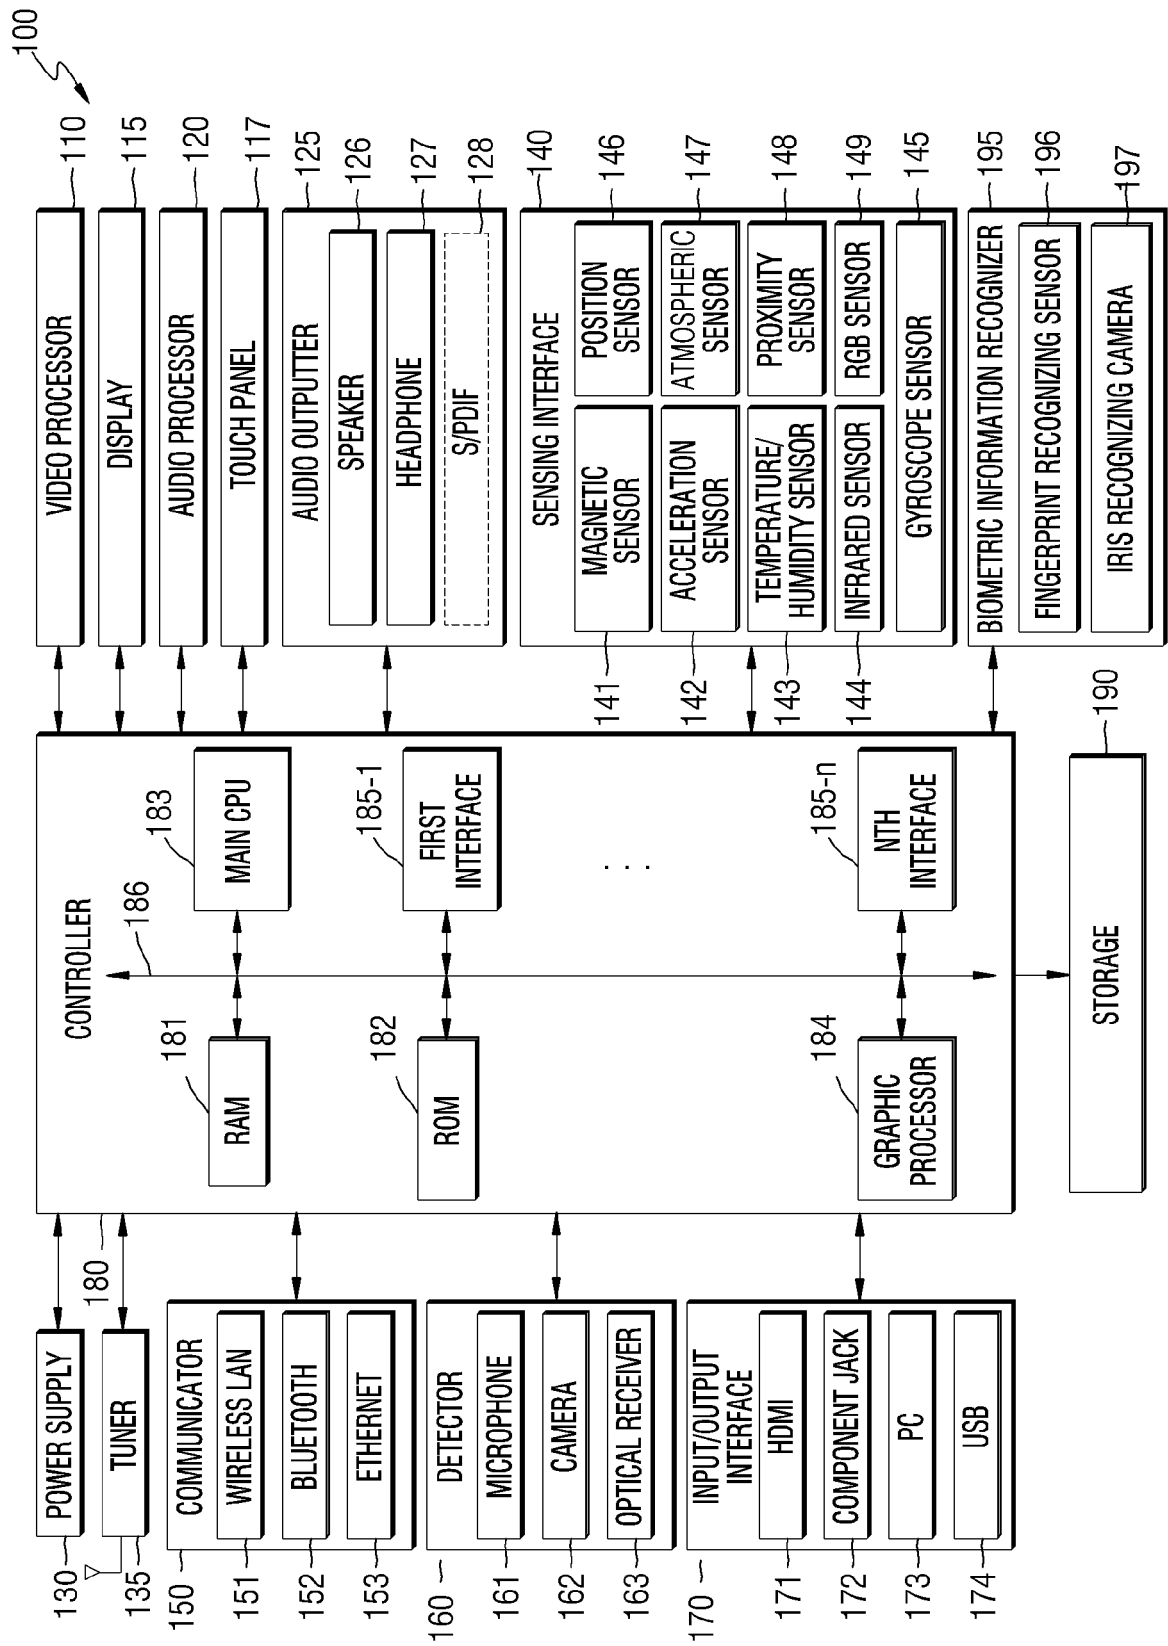 100
POWER SUPPLY
130
TUNER
135
COMMUNICATOR
150
WIRELESS LAN
151
BLUETOOTH
152
ETHERNET
153
DETECTOR
160
MICROPHONE
161
CAMERA
162
OPTICAL RECEIVER
163
INPUT/OUTPUT
INTERFACE
170
HDMI
171
COMPONENT JACK
172
PC
173
USB
174
180
CONTROLLER
186
RAM
181
ROM
182
GRAPHIC
PROCESSOR
184
MAIN CPU
183
FIRST
INTERFACE
185-1
. . .
NTH
INTERFACE
185-n
STORAGE
190
VIDEO PROCESSOR
110
DISPLAY
115
AUDIO PROCESSOR
120
TOUCH PANEL
117
AUDIO OUTPUTTER
125
SPEAKER
126
HEADPHONE
127
S/PDIF
128
SENSING INTERFACE
140
MAGNETIC
SENSOR
141
POSITION
SENSOR
146
ACCELERATION
SENSOR
142
ATMOSPHERIC
SENSOR
147
TEMPERATURE/
HUMIDITY SENSOR
143
PROXIMITY
SENSOR
148
INFRARED SENSOR
144
RGB SENSOR
149
GYROSCOPE SENSOR
145
BIOMETRIC INFORMATION RECOGNIZER
195
FINGERPRINT RECOGNIZING SENSOR
196
IRIS RECOGNIZING CAMERA
197